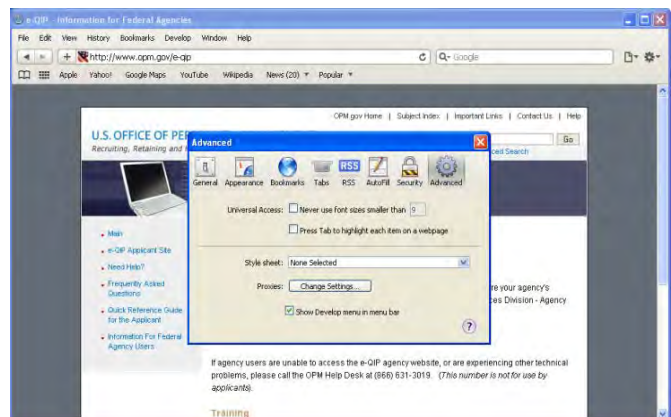 e-QIP - Information for Federal Agencies
File Edit View History Bookmarks Develop Window Help
http://www.opm.gov/e-qip
Q- Google
Apple Yahoo! Google Maps YouTube Wikipedia News (20) Popular
OPM.gov Home | Subject Index | Important Links | Contact Us | Help
U.S. OFFICE OF PE
Go
Recruiting, Retaining and
ced Search
Advanced
RSS
General Appearance Bookmarks Tabs RSS AutoFill Security Advanced
Universal Access: Never use font sizes smaller than 9
Press Tab to highlight each item on a webpage
Style sheet: None Selected
Proxies: Change Settings...
Show Develop menu in menu bar
?
Main
e-QIP Applicant Site
Need Help?
Frequently Asked
Questions
Quick Reference Guide
for the Applicant
Information For Federal
Agency Users
re your agency's
ces Division - Agency
If agency users are unable to access the e-QIP agency website, or are experiencing other technical
problems, please call the OPM Help Desk at (866) 631-3019. (This number is not for use by
applicants).
Training